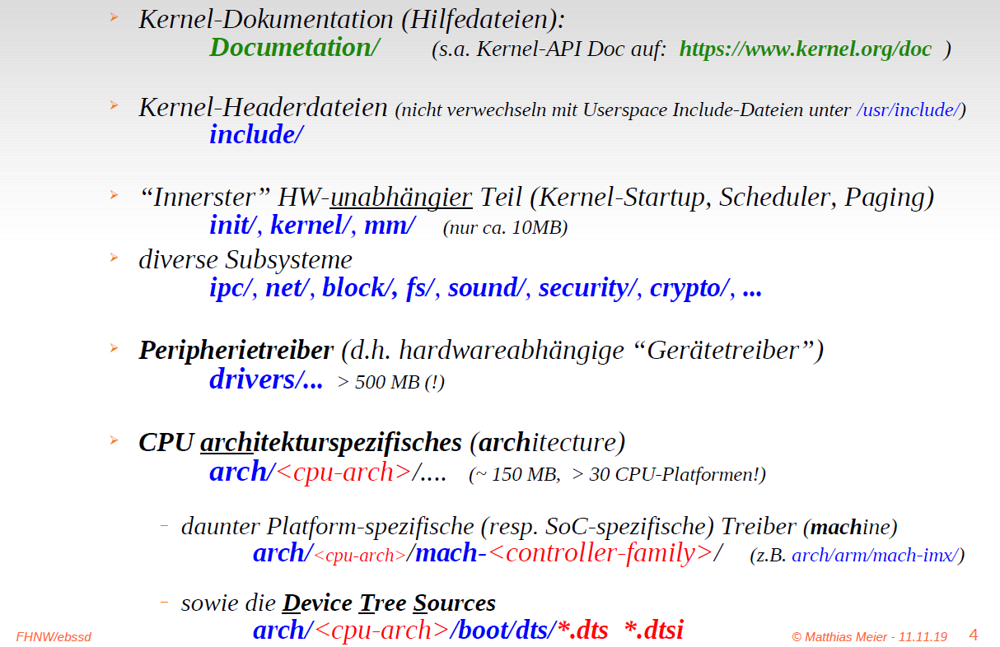 Kernel-Dokumentation (Hilfedateien):
Documetation/ (s.a. Kernel-API Doc auf: https://www.kernel.org/doc )
Kernel-Headerdateien (nicht verwechseln mit Userspace Include-Dateien unter /usr/include/)
include/
“Innerster” HW-unabhängier Teil (Kernel-Startup, Scheduler, Paging)
init/, kernel/, mm/ (nur ca. 10MB)
diverse Subsysteme
ipc/, net/, block/, fs/, sound/, security/, crypto/, ...
Peripherietreiber (d.h. hardwareabhängige “Gerätetreiber”)
drivers/... > 500 MB (!)
CPU architekturspezifisches (architecture)
arch/<cpu-arch>/.... (~ 150 MB, > 30 CPU-Platformen!)
– daunter Platform-spezifische (resp. SoC-spezifische) Treiber (machine)
arch/<cpu-arch>/mach-<controller-family>/ (z.B. arch/arm/mach-imx/)
– sowie die Device Tree Sources
arch/<cpu-arch>/boot/dts/*.dts *.dtsi
FHNW/ebssd © Matthias Meier - 11.11.19 4